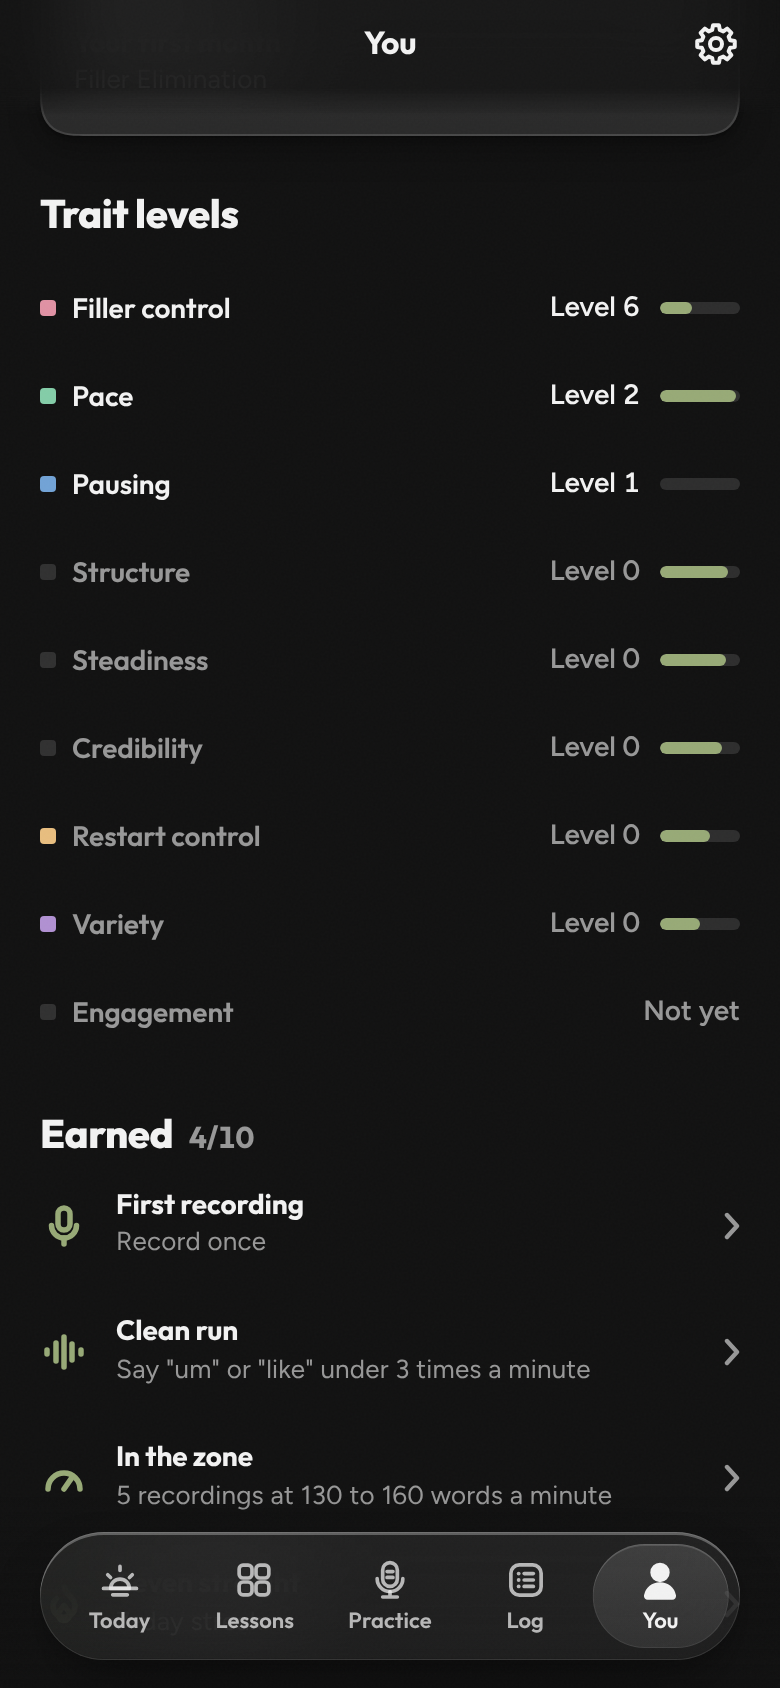 You
Filler Elimination
Trait levels
Filler control Level 6
Pace Level 2
Pausing Level 1
Structure Level 0
Steadiness Level 0
Credibility Level 0
Restart control Level 0
Variety Level 0
Engagement Not yet
Earned 4/10
First recording
Record once
Clean run
Say "um" or "like" under 3 times a minute
In the zone
5 recordings at 130 to 160 words a minute
Today Lessons Practice Log You